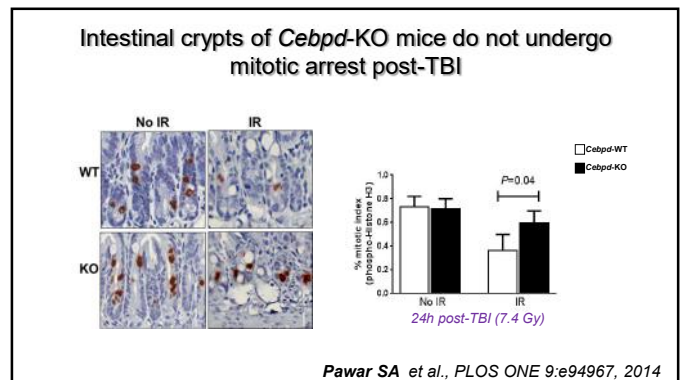 Intestinal crypts of Cebpd-KO mice do not undergo
mitotic arrest post-TBI
No IR
IR
WT
KO
Cebpd-WT
Cebpd-KO
P=0.04
% mitotic index
(phospho-Histone H3)
1.0
0.8
0.6
0.4
0.2
0.0
No IR
IR
24h post-TBI (7.4 Gy)
Pawar SA et al., PLOS ONE 9:e94967, 2014